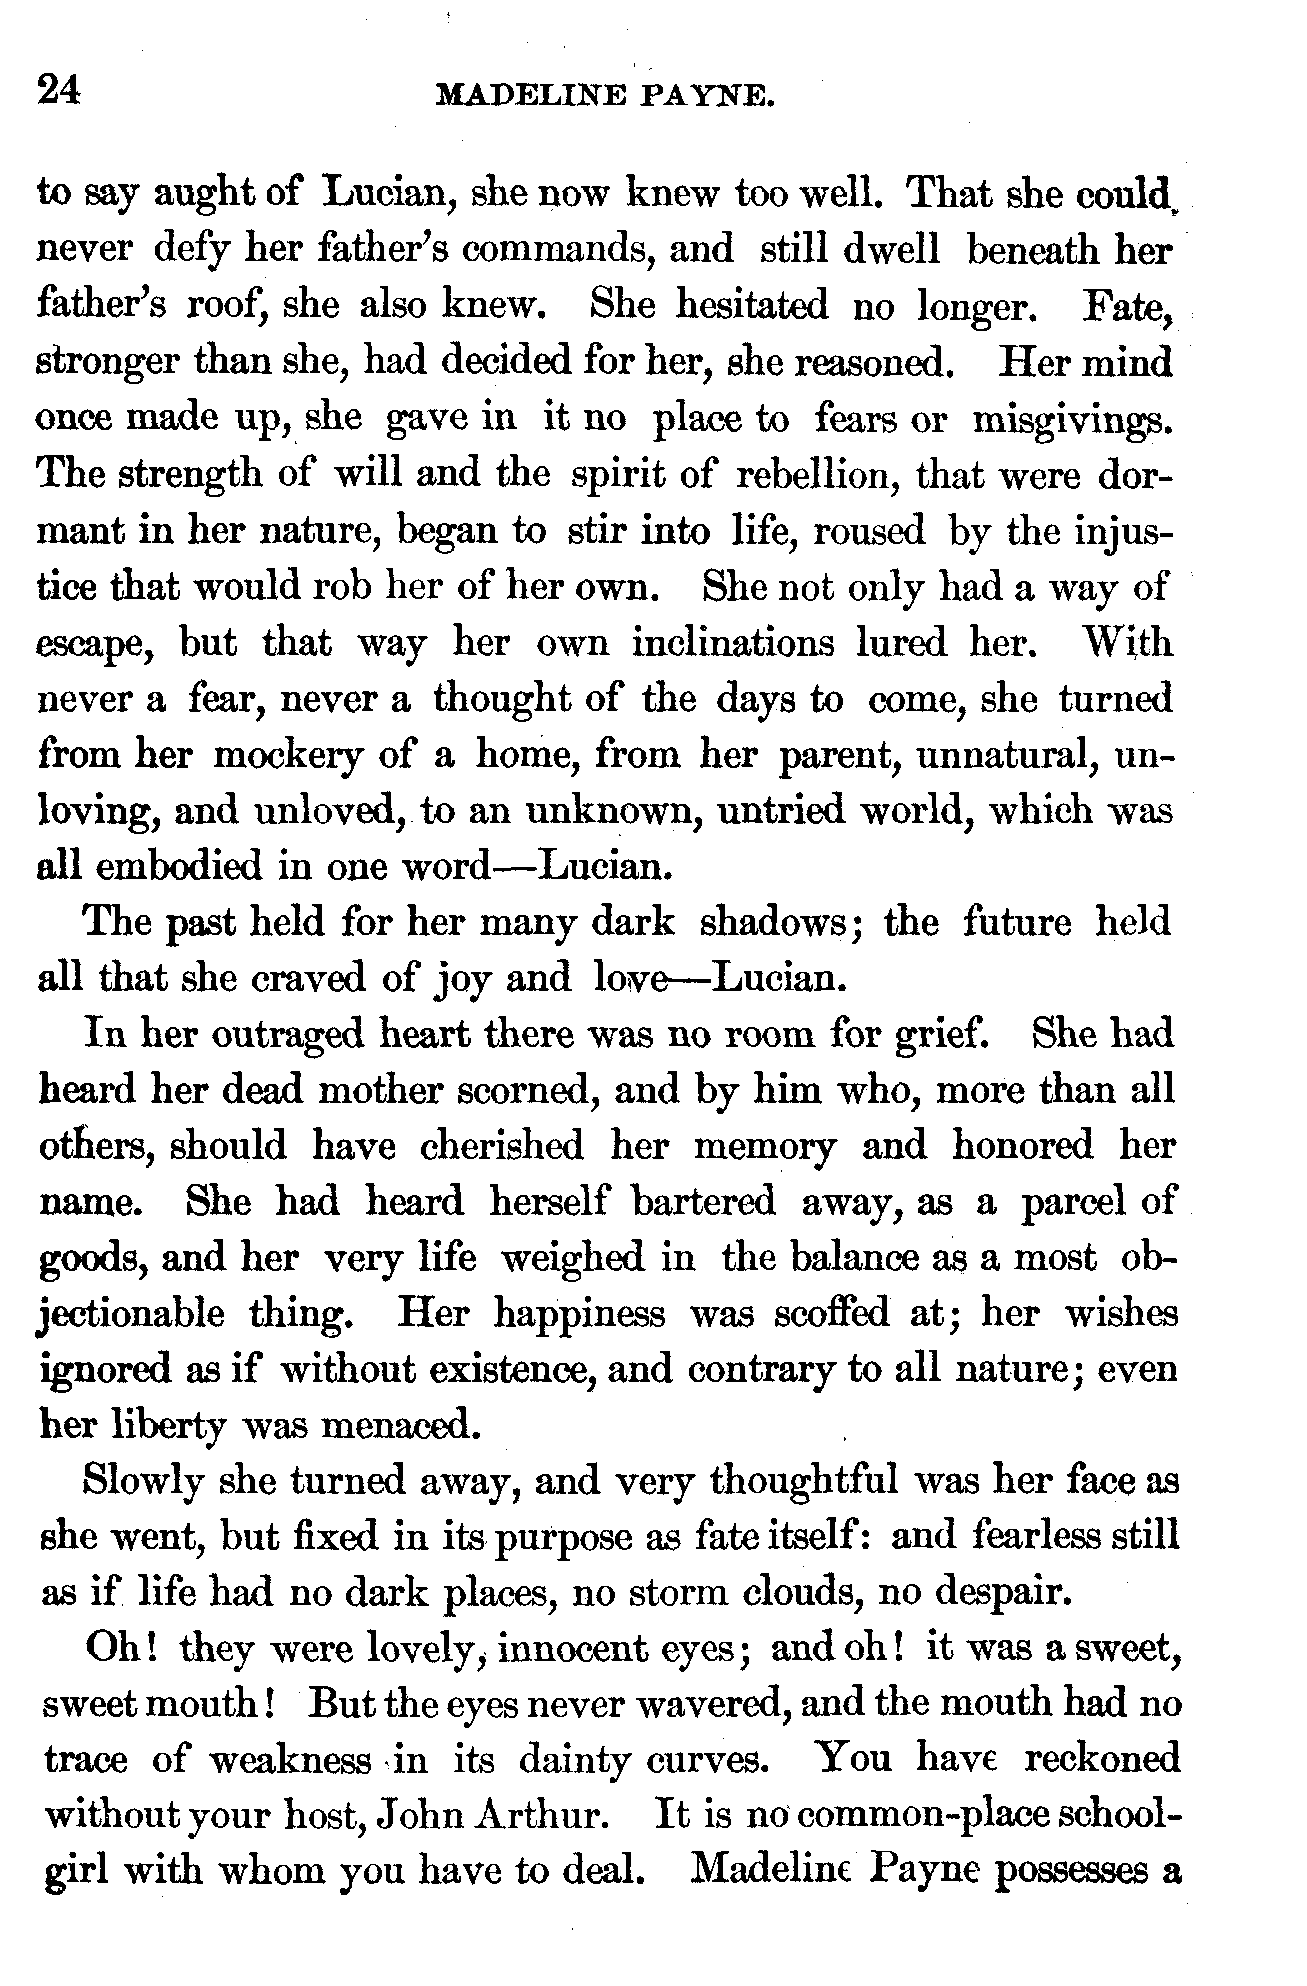 24 MADELINE PAYNE.
to say aught of Lucian, she now knew too well. That she could
never defy her father's commands, and still dwell beneath her
father's roof, she also knew. She hesitated no longer. Fate,
stronger than she, had decided for her, she reasoned. Her mind
once made up, she gave in it no place to fears or misgivings.
The strength of will and the spirit of rebellion, that were dor-
mant in her nature, began to stir into life, roused by the injus-
tice that would rob her of her own. She not only had a way of
escape, but that way her own inclinations lured her. With
never a fear, never a thought of the days to come, she turned
from her mockery of a home, from her parent, unnatural, un-
loving, and unloved, to an unknown, untried world, which was
all embodied in one word—Lucian.
The past held for her many dark shadows; the future held
all that she craved of joy and love—Lucian.
In her outraged heart there was no room for grief. She had
heard her dead mother scorned, and by him who, more than all
others, should have cherished her memory and honored her
name. She had heard herself bartered away, as a parcel of
goods, and her very life weighed in the balance as a most ob-
jectionable thing. Her happiness was scoffed at; her wishes
ignored as if without existence, and contrary to all nature; even
her liberty was menaced.
Slowly she turned away, and very thoughtful was her face as
she went, but fixed in its purpose as fate itself: and fearless still
as if life had no dark places, no storm clouds, no despair.
Oh! they were lovely, innocent eyes; and oh! it was a sweet,
sweet mouth! But the eyes never wavered, and the mouth had no
trace of weakness in its dainty curves. You have reckoned
without your host, John Arthur. It is no common-place school-
girl with whom you have to deal. Madeline Payne possesses a